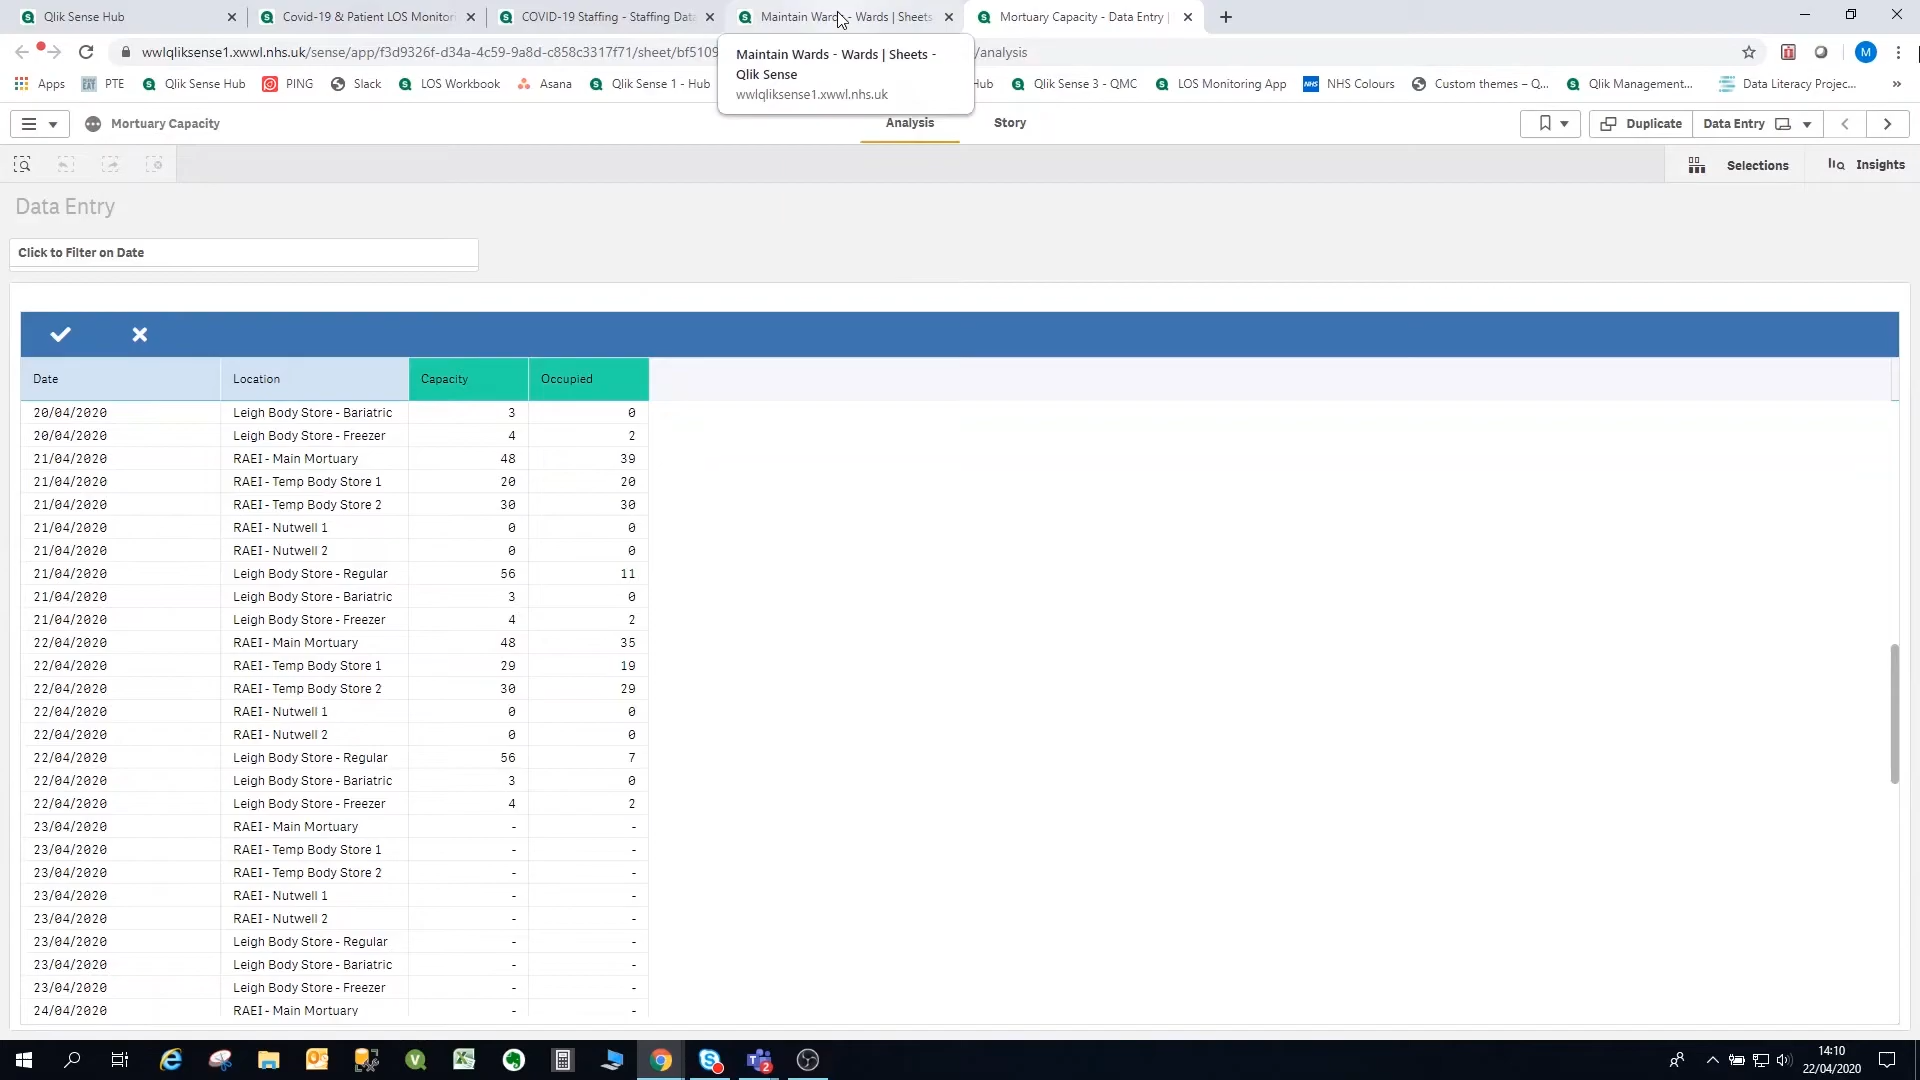 Qlik Sense Hub
Covid-19 & Patient LOS Monitori
COVID-19 Staffing - Staffing Data
Maintain Wards - Wards | Sheets
Mortuary Capacity - Data Entry |
wwlqliksense1.xwwl.nhs.uk/sense/app/f3d9326f-d34a-4c59-9a8d-c858c3317f71/sheet/bf5109
/analysis
Maintain Wards - Wards | Sheets -
Qlik Sense
wwlqliksense1.xwwl.nhs.uk
Apps
PTE
Qlik Sense Hub
PING
Slack
LOS Workbook
Asana
Qlik Sense 1 - Hub
Hub
Qlik Sense 3 - QMC
LOS Monitoring App
NHS
NHS Colours
Custom themes – Q...
Qlik Management...
Data Literacy Projec...
»
Mortuary Capacity
Analysis
Story
Duplicate
Data Entry
Selections
Insights
Data Entry
Click to Filter on Date
Date Location Capacity Occupied
20/04/2020 Leigh Body Store - Bariatric 3 0
20/04/2020 Leigh Body Store - Freezer 4 2
21/04/2020 RAEI - Main Mortuary 48 39
21/04/2020 RAEI - Temp Body Store 1 20 20
21/04/2020 RAEI - Temp Body Store 2 30 30
21/04/2020 RAEI - Nutwell 1 0 0
21/04/2020 RAEI - Nutwell 2 0 0
21/04/2020 Leigh Body Store - Regular 56 11
21/04/2020 Leigh Body Store - Bariatric 3 0
21/04/2020 Leigh Body Store - Freezer 4 2
22/04/2020 RAEI - Main Mortuary 48 35
22/04/2020 RAEI - Temp Body Store 1 29 19
22/04/2020 RAEI - Temp Body Store 2 30 29
22/04/2020 RAEI - Nutwell 1 0 0
22/04/2020 RAEI - Nutwell 2 0 0
22/04/2020 Leigh Body Store - Regular 56 7
22/04/2020 Leigh Body Store - Bariatric 3 0
22/04/2020 Leigh Body Store - Freezer 4 2
23/04/2020 RAEI - Main Mortuary - -
23/04/2020 RAEI - Temp Body Store 1 - -
23/04/2020 RAEI - Temp Body Store 2 - -
23/04/2020 RAEI - Nutwell 1 - -
23/04/2020 RAEI - Nutwell 2 - -
23/04/2020 Leigh Body Store - Regular - -
23/04/2020 Leigh Body Store - Bariatric - -
23/04/2020 Leigh Body Store - Freezer - -
24/04/2020 RAEI - Main Mortuary - -
14:10
22/04/2020